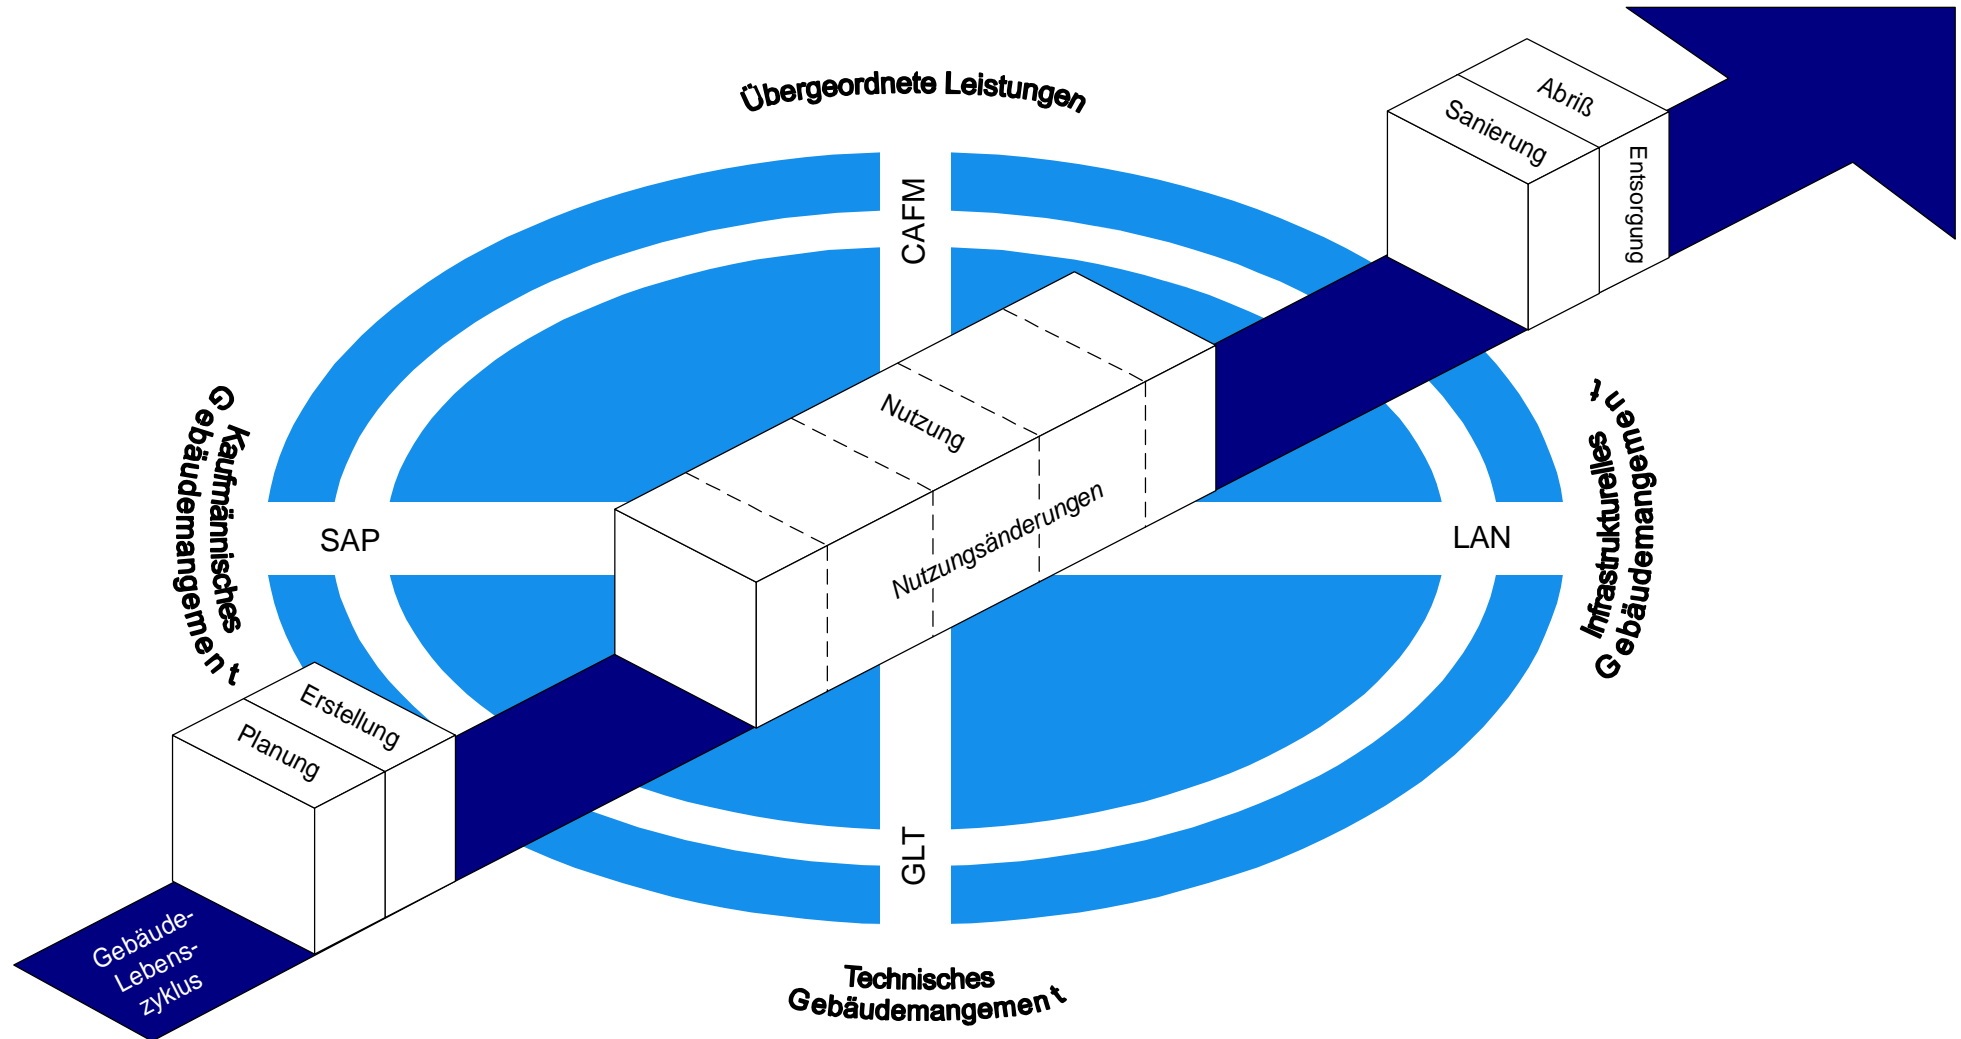 Übergeordnete Leistungen
CAFM
Abriß
Sanierung
Entsorgung
Kaufmännisches
Gebäudemangement
SAP
Nutzung
Nutzungsänderungen
LAN
Infrastrukturelles
Gebäudemangement
Erstellung
Planung
GLT
Gebäude-
Lebens-
zyklus
Technisches
Gebäudemangement